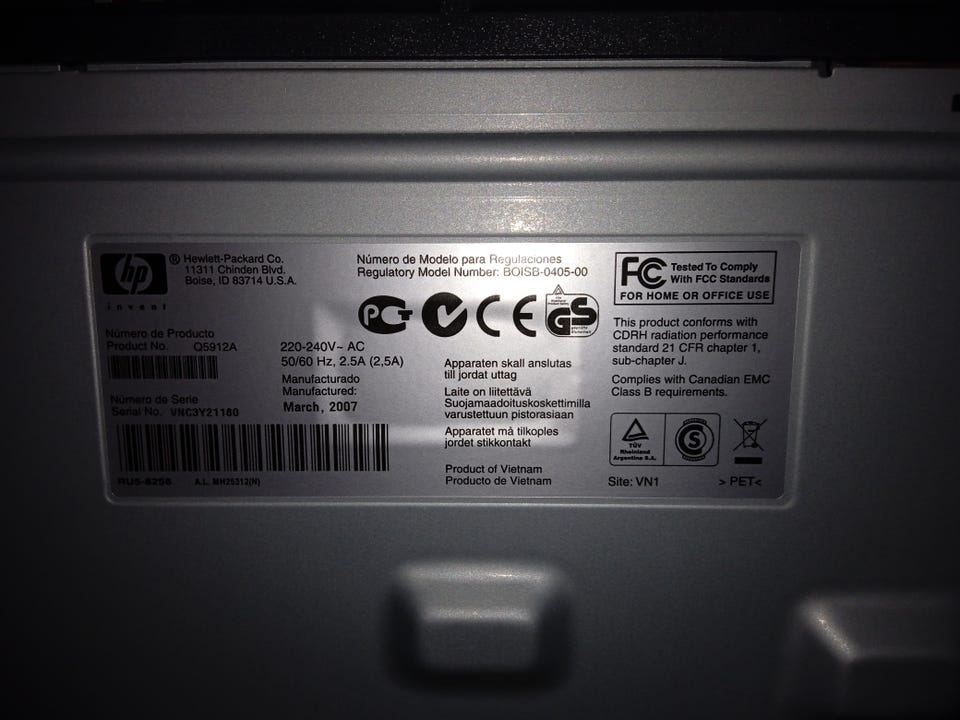 hp
invent
® Hewlett-Packard Co.
11311 Chinden Blvd.
Boise, ID 83714 U.S.A.
Número de Producto
Product No. Q5912A
Número de Serie
Serial No. VNC3Y21160
RUS-6256 A.L. MH25312(N)
220-240V~ AC
50/60 Hz, 2.5A (2,5A)
Manufacturado
Manufactured:
March, 2007
Número de Modelo para Regulaciones
Regulatory Model Number: BOISB-0405-00
PCT
CE
GS
Apparaten skall anslutas
till jordat uttag
Laite on liitettävä
Suojamaadoituskoskettimilla
varustettuun pistorasiaan
Apparatet må tilkoples
jordet stikkontakt
Product of Vietnam
Producto de Vietnam
FC Tested To Comply
With FCC Standards
FOR HOME OR OFFICE USE
This product conforms with
CDRH radiation performance
standard 21 CFR chapter 1,
sub-chapter J.
Complies with Canadian EMC
Class B requirements.
TÜV
Rheinland
Argentina S.A.
S
Site: VN1 >PET<